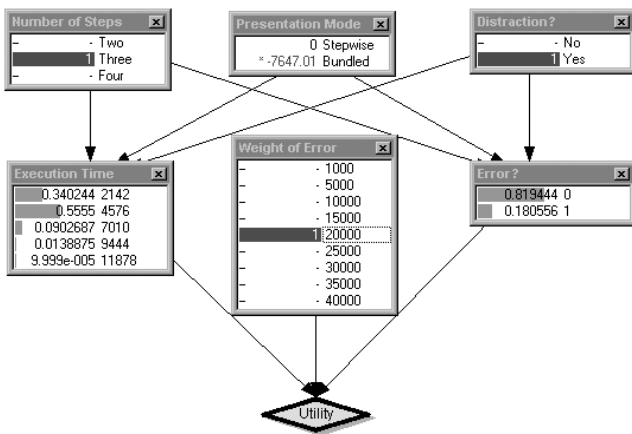 Number of Steps
- - Two
1 Three
- - Four
Presentation Mode
0 Stepwise
* -7647.01 Bundled
Distraction?
- - No
1 Yes
Execution Time
0.340244 2142
0.5555 4576
0.0902687 7010
0.0138875 9444
9.999e-005 11878
Weight of Error
- - 1000
- - 5000
- - 10000
- - 15000
1 20000
- - 25000
- - 30000
- - 35000
- - 40000
Error?
0.819444 0
0.180556 1
Utility